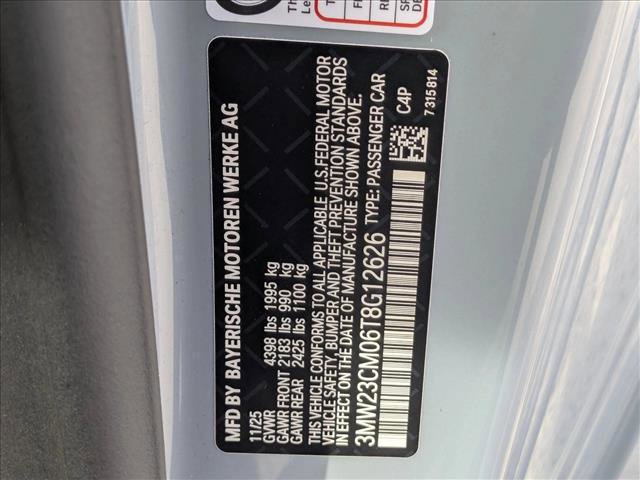 MFD BY BAYERISCHE MOTOREN WERKE AG
11/25
GVWR 4398 lbs 1995 kg
GAWR FRONT 2183 lbs 990 kg
GAWR REAR 2425 lbs 1100 kg
THIS VEHICLE CONFORMS TO ALL APPLICABLE U.S.FEDERAL MOTOR
VEHICLE SAFETY, BUMPER AND THEFT PREVENTION STANDARDS
IN EFFECT ON THE DATE OF MANUFACTURE SHOWN ABOVE.
3MW23CM06T8G12626 TYPE: PASSENGER CAR
C4P
7 315 814